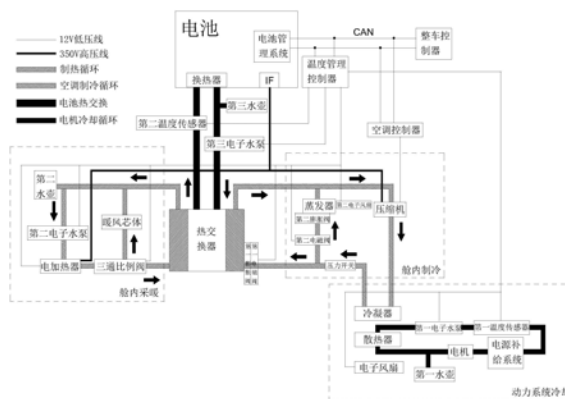 12V低压线
350V高压线
制热循环
空调制冷循环
电池热交换
电机冷却循环
电池
电池管
理系统
换热器
IF
CAN
整车控
制器
温度管理
控制器
空调控制器
第三水壶
第二温度传感器
第三电子水泵
第二
水壶
第二电子水泵
暖风芯体
电加热器
三通比例阀
舱内采暖
热交
换器
蒸发器
第二电子风扇
压缩机
第二膨胀阀
第二电磁阀
压力开关
舱内制冷
冷凝器
散热器
电子风扇
第一电子水泵
第一温度传感器
电机
电源补
给系统
第一水壶
动力系统冷却